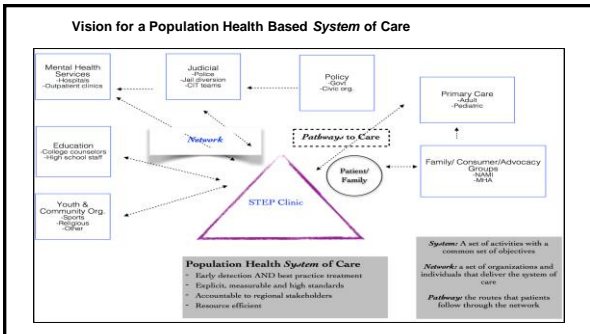 Vision for a Population Health Based System of Care
Mental Health
Services
-Hospitals
-Outpatient clinics
Judicial
-Police
-Jail diversion
-CIT teams
Policy
-Govt
-Civic org.
Primary Care
-Adult
-Pediatric
Network
Pathways to Care
Education
-College counselors
-High school staff
Patient/
Family
Family/ Consumer/Advocacy
Groups
-NAMI
-MHA
STEP Clinic
Youth &
Community Org.
-Sports
-Religious
-Other
Population Health System of Care
- Early detection AND best practice treatment
- Explicit, measurable and high standards
- Accountable to regional stakeholders
- Resource efficient
System: A set of activities with a
common set of objectives
Network: a set of organizations and
individuals that deliver the system of
care
Pathway: the routes that patients
follow through the network